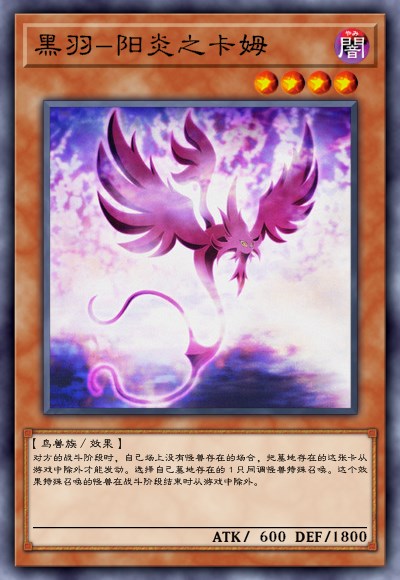 黑羽-阳炎之卡姆
やみ
闇
【鸟兽族/效果】
对方的战斗阶段时，自己场上没有怪兽存在的场合，把墓地存在的这张卡从
游戏中除外才能发动。选择自己墓地存在的1只同调怪兽特殊召唤。这个效
果特殊召唤的怪兽在战斗阶段结束时从游戏中除外。
ATK/ 600 DEF/1800